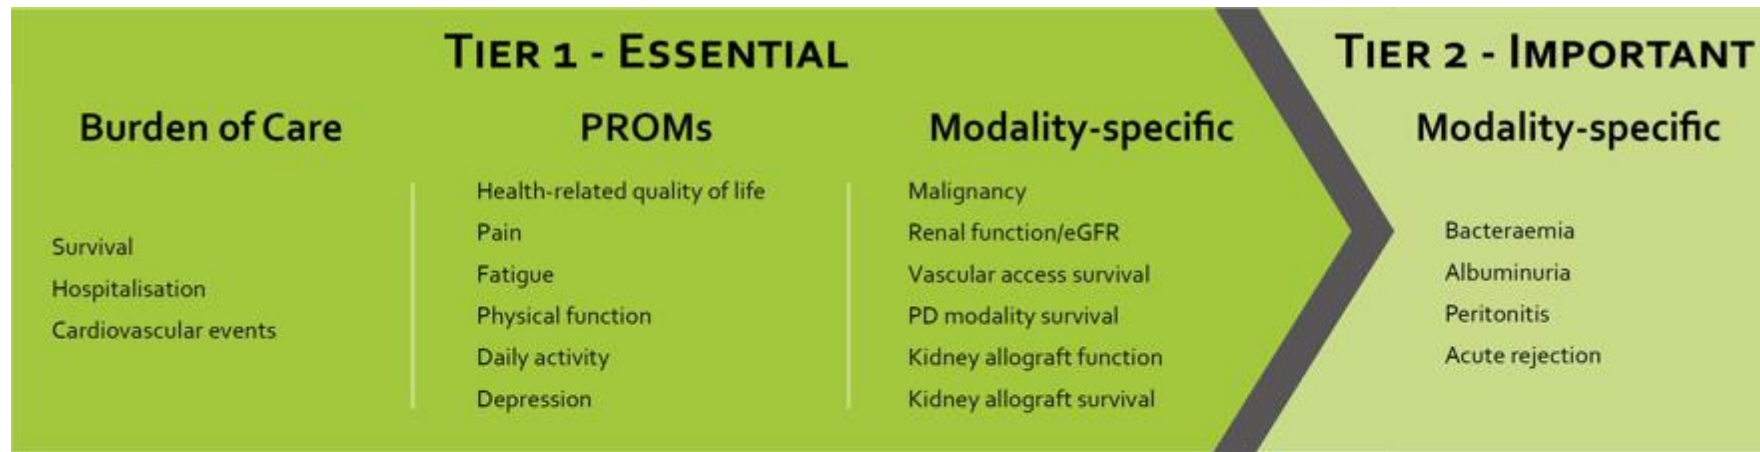 TIER 1 - ESSENTIAL
Burden of Care
Survival
Hospitalisation
Cardiovascular events
PROMs
Health-related quality of life
Pain
Fatigue
Physical function
Daily activity
Depression
Modality-specific
Malignancy
Renal function/eGFR
Vascular access survival
PD modality survival
Kidney allograft function
Kidney allograft survival
TIER 2 - IMPORTANT
Modality-specific
Bacteraemia
Albuminuria
Peritonitis
Acute rejection